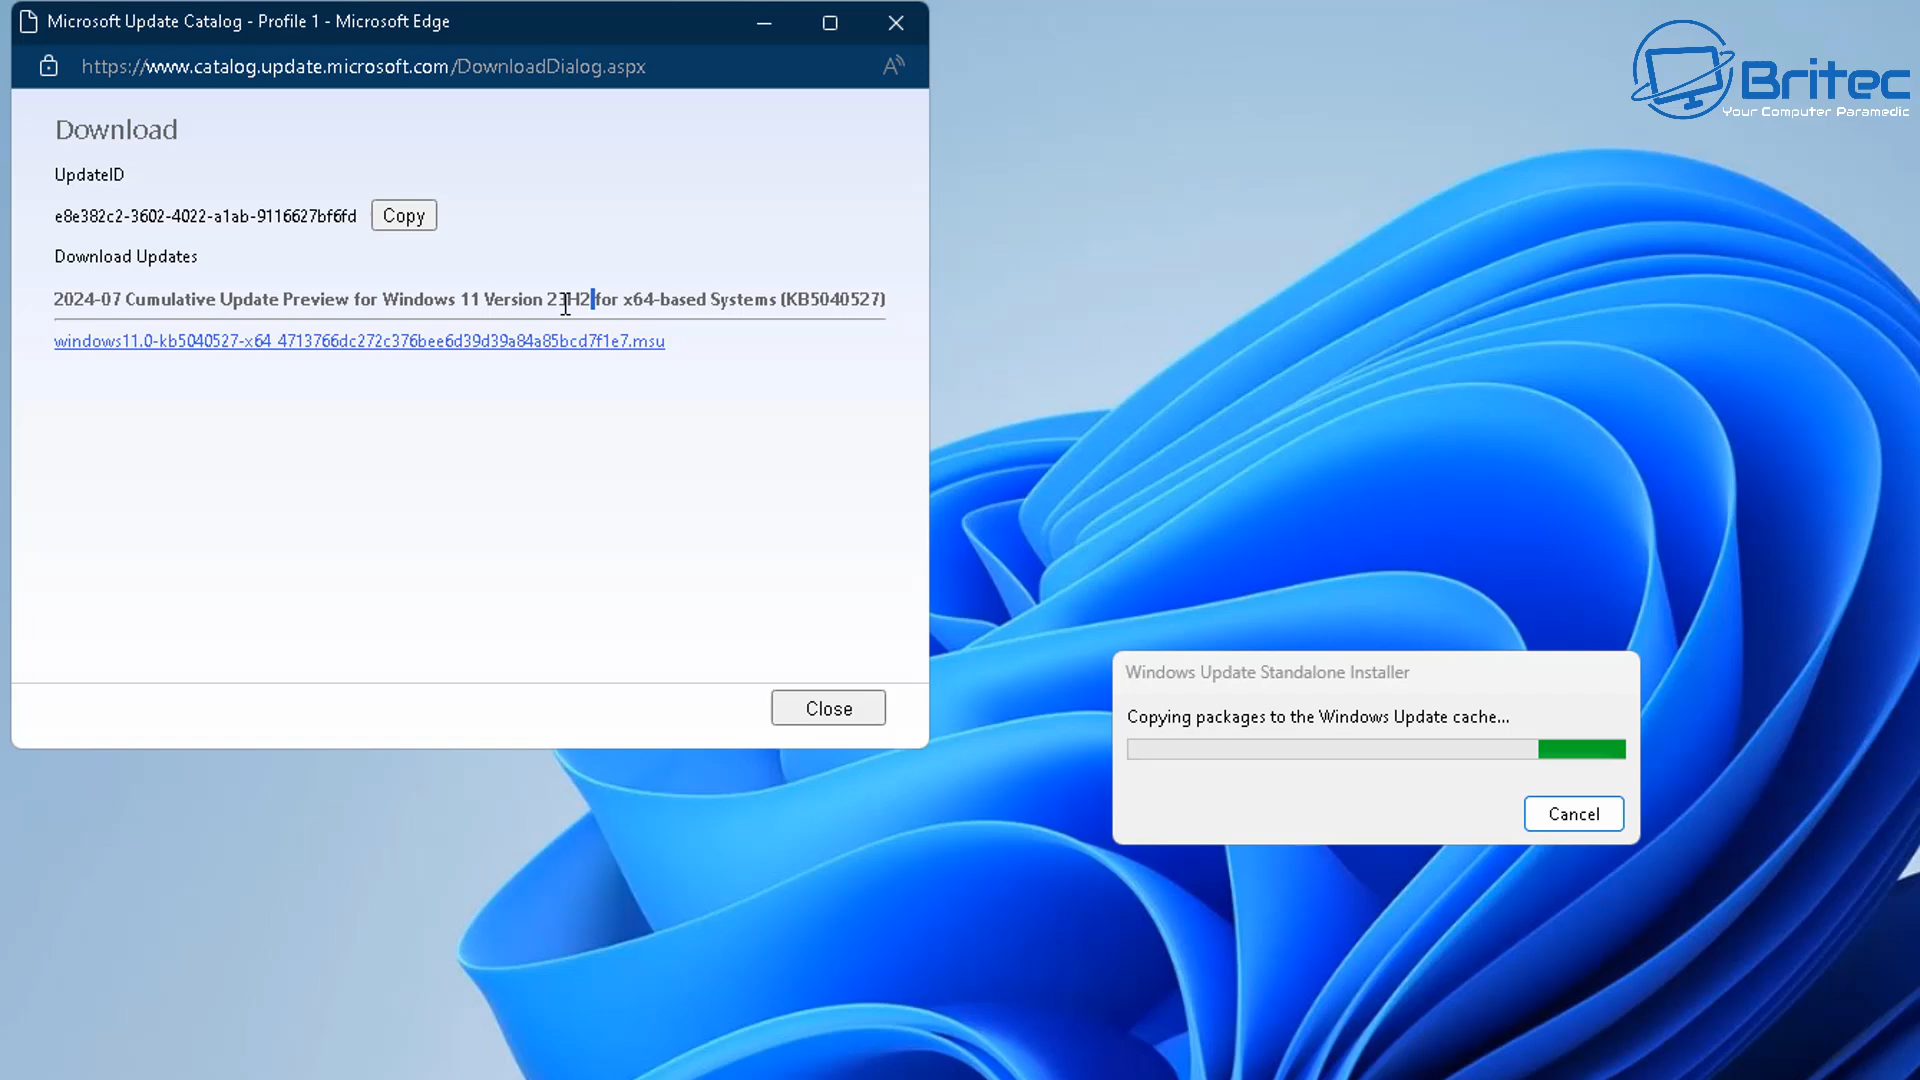 Microsoft Update Catalog - Profile 1 - Microsoft Edge
https://www.catalog.update.microsoft.com/DownloadDialog.aspx
Download
UpdateID
e8e382c2-3602-4022-a1ab-9116627bf6fd Copy
Download Updates
2024-07 Cumulative Update Preview for Windows 11 Version 23H2 for x64-based Systems (KB5040527)
windows11.0-kb5040527-x64_4713766dc272c376bee6d39d39a84a85bcd7f1e7.msu
Close
Britec
Your Computer Paramedic
Windows Update Standalone Installer
Copying packages to the Windows Update cache...
Cancel